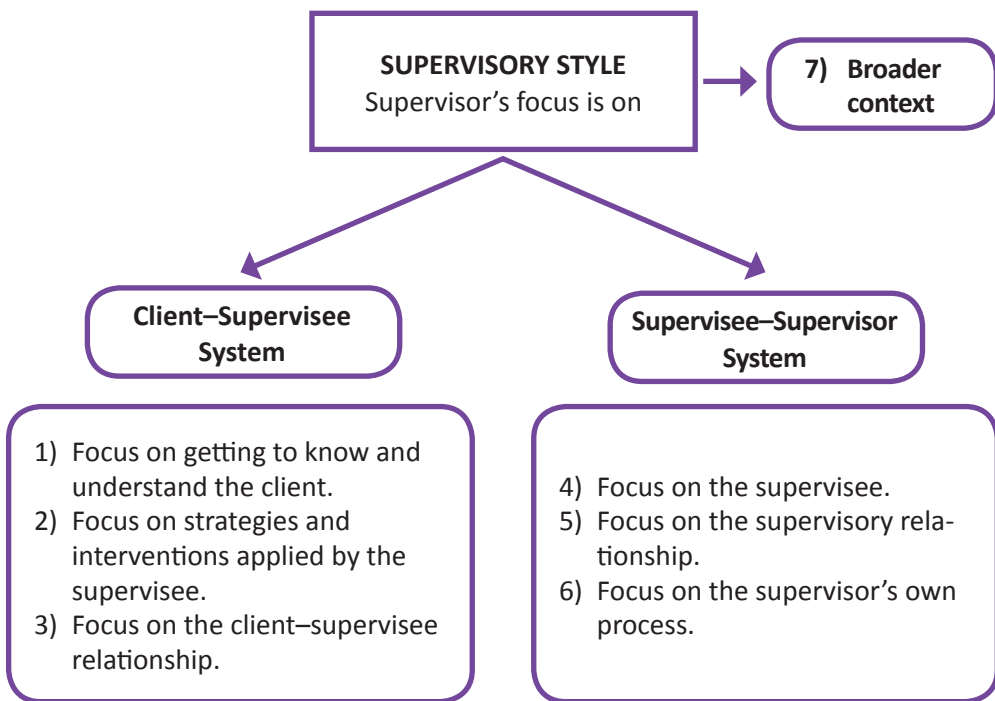 SUPERVISORY STYLE
Supervisor’s focus is on
7) Broader
context
Client–Supervisee
System
Supervisee–Supervisor
System
1) Focus on getting to know and
understand the client.
2) Focus on strategies and
interventions applied by the
supervisee.
3) Focus on the client–supervisee
relationship.
4) Focus on the supervisee.
5) Focus on the supervisory rela-
tionship.
6) Focus on the supervisor’s own
process.